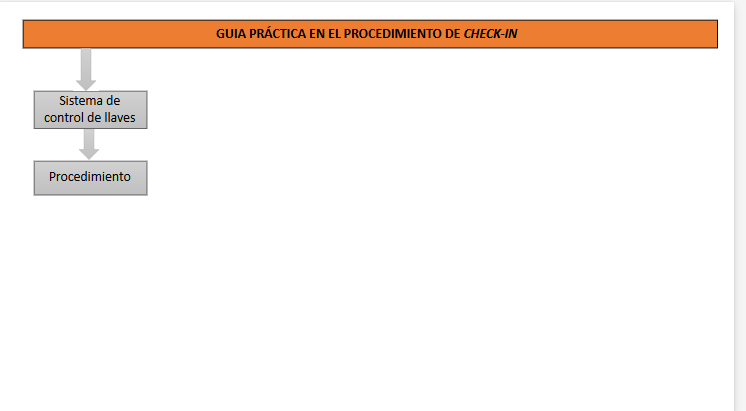 GUIA PRÁCTICA EN EL PROCEDIMIENTO DE CHECK-IN
Sistema de
control de llaves
Procedimiento